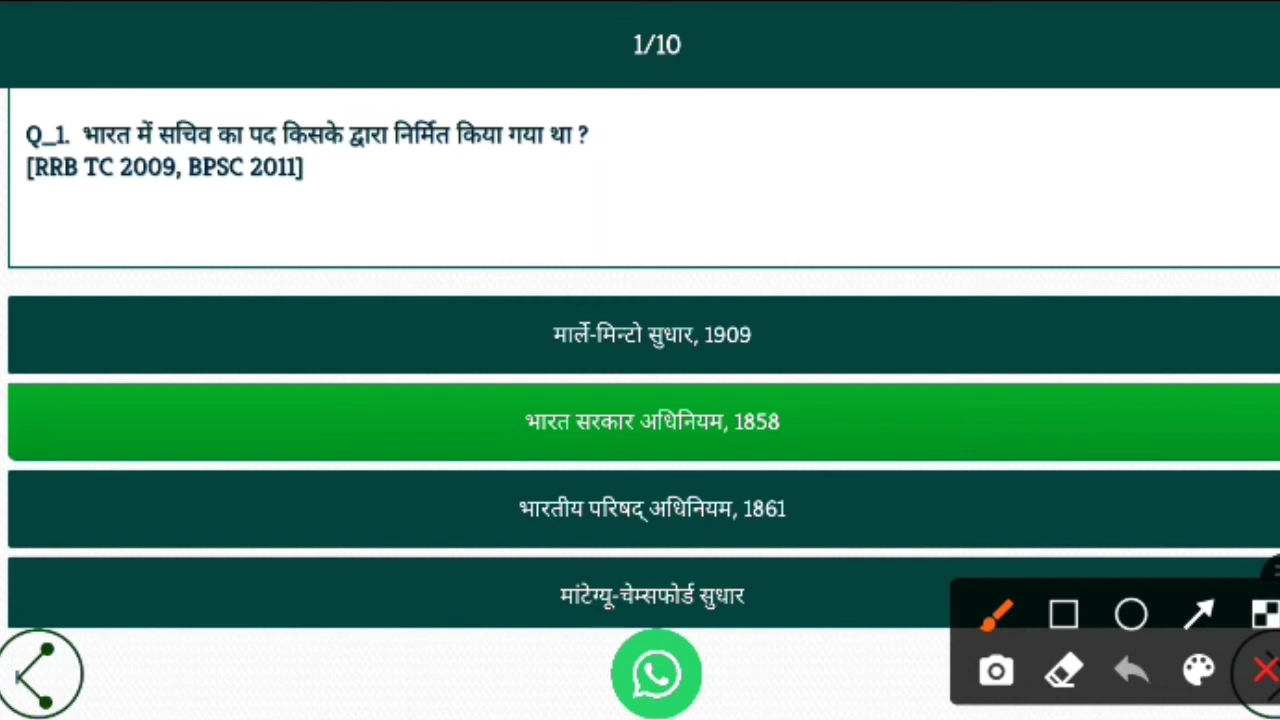 1/10
Q_1. भारत में सचिव का पद किसके द्वारा निर्मित किया गया था ?
[RRB TC 2009, BPSC 2011]
मार्ले-मिन्टो सुधार, 1909
भारत सरकार अधिनियम, 1858
भारतीय परिषद् अधिनियम, 1861
मांटेग्यू-चेम्सफोर्ड सुधार